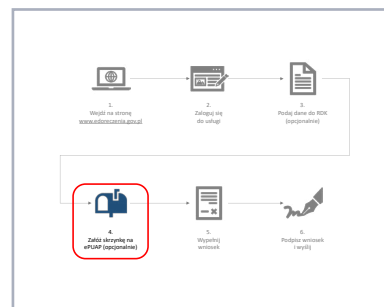 1.
Wejdź na stronę
www.edoreczenia.gov.pl
2.
Zaloguj się
do usługi
3.
Podaj dane do RDK
(opcjonalnie)
4.
Załóż skrzynkę na
ePUAP (opcjonalnie)
5.
Wypełnij
wniosek
6.
Podpisz wniosek
i wyślij